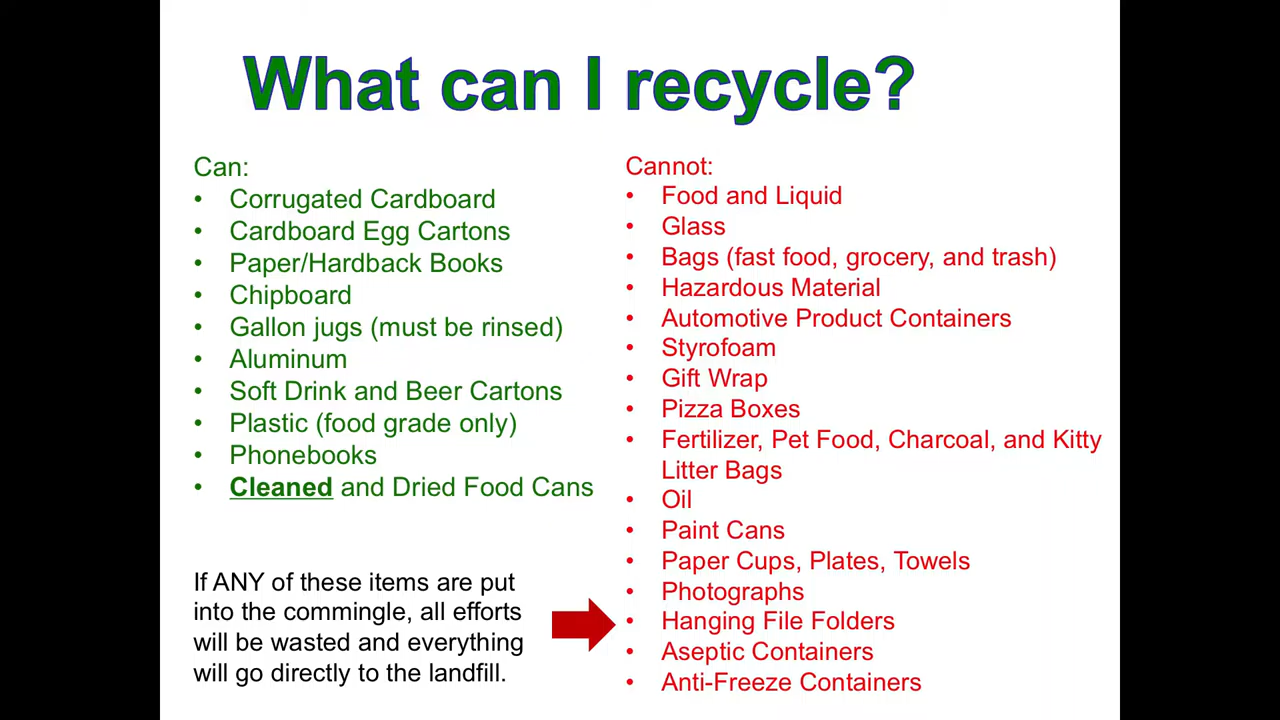 What can I recycle?
Can:
• Corrugated Cardboard
• Cardboard Egg Cartons
• Paper/Hardback Books
• Chipboard
• Gallon jugs (must be rinsed)
• Aluminum
• Soft Drink and Beer Cartons
• Plastic (food grade only)
• Phonebooks
• Cleaned and Dried Food Cans
If ANY of these items are put
into the commingle, all efforts
will be wasted and everything
will go directly to the landfill.
Cannot:
• Food and Liquid
• Glass
• Bags (fast food, grocery, and trash)
• Hazardous Material
• Automotive Product Containers
• Styrofoam
• Gift Wrap
• Pizza Boxes
• Fertilizer, Pet Food, Charcoal, and Kitty
Litter Bags
• Oil
• Paint Cans
• Paper Cups, Plates, Towels
• Photographs
• Hanging File Folders
• Aseptic Containers
• Anti-Freeze Containers